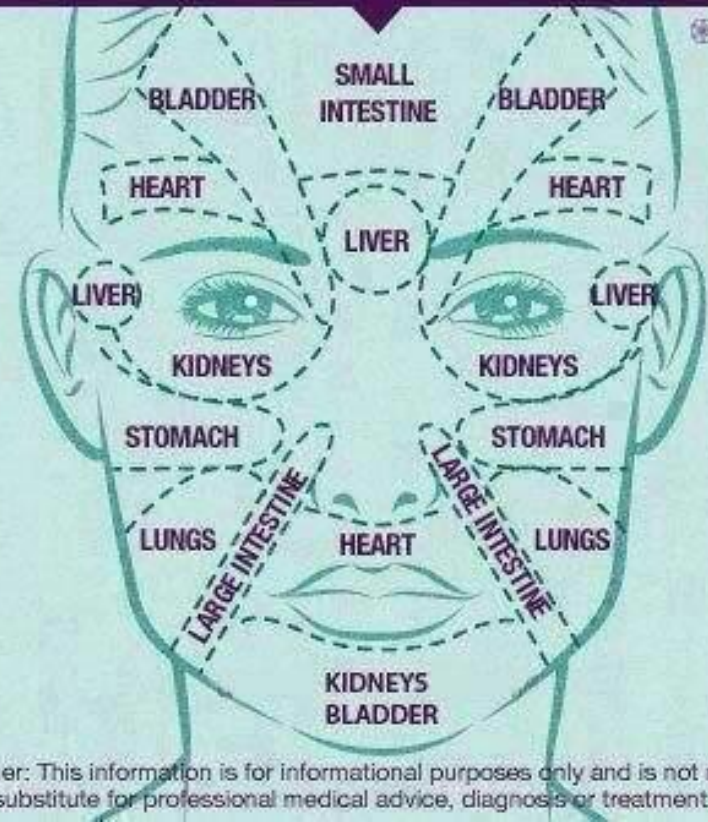 SMALL
INTESTINE
BLADDER
BLADDER
HEART
HEART
LIVER
LIVER
LIVER
KIDNEYS
KIDNEYS
STOMACH
STOMACH
LARGE INTESTINE
LARGE INTESTINE
LUNGS
HEART
LUNGS
KIDNEYS
BLADDER
er: This information is for informational purposes only and is not
substitute for professional medical advice, diagnosis or treatment